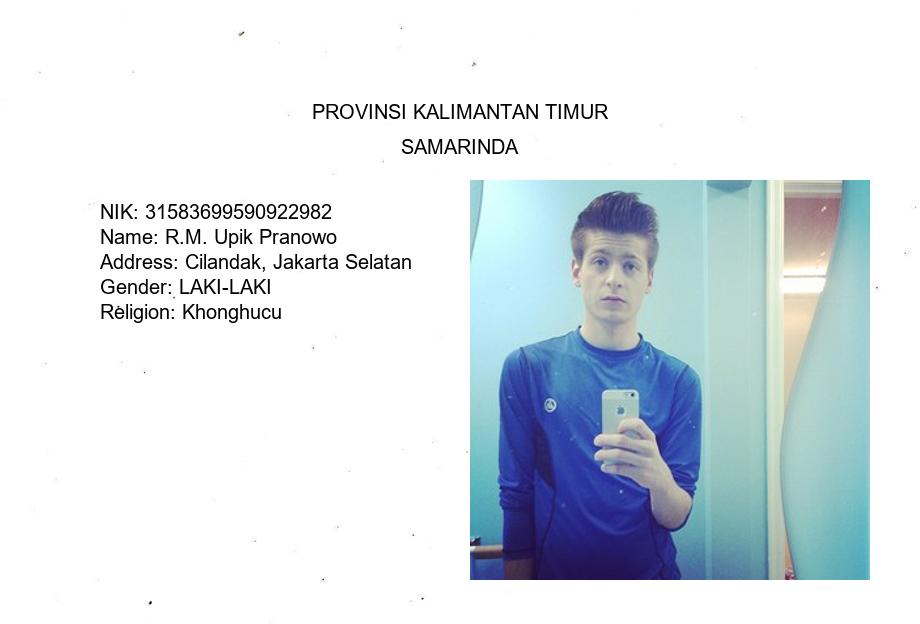 PROVINSI KALIMANTAN TIMUR
SAMARINDA
NIK: 31583699590922982
Name: R.M. Upik Pranowo
Address: Cilandak, Jakarta Selatan
Gender: LAKI-LAKI
Religion: Khonghucu